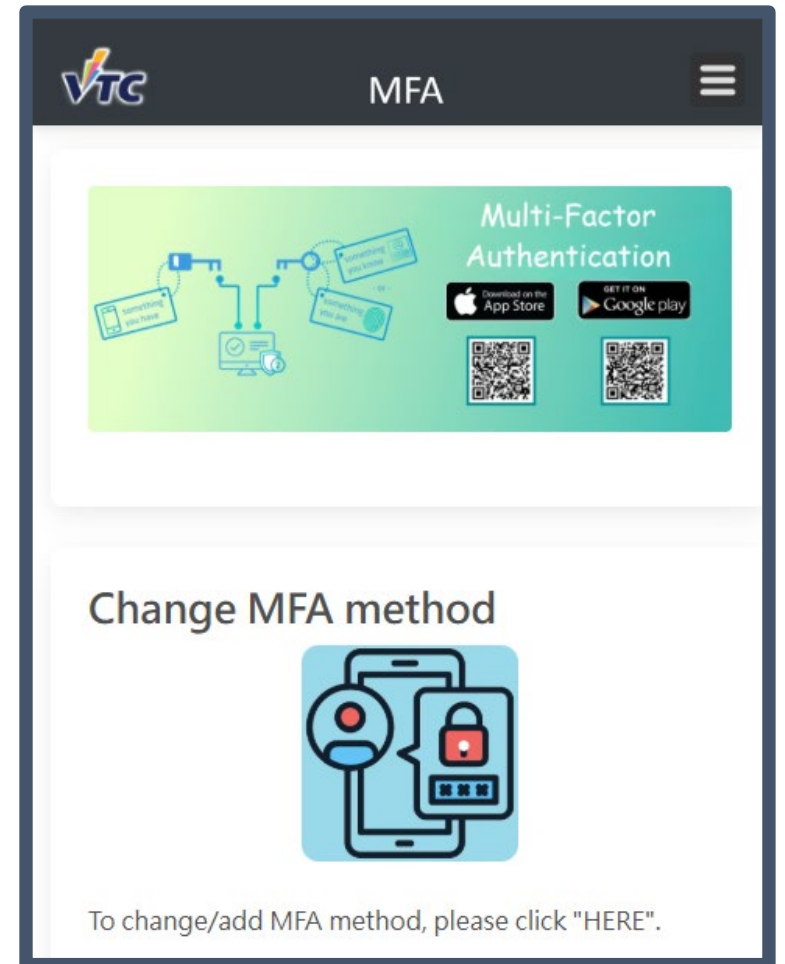 VTC
MFA
Multi-Factor
Authentication
something
you have
something
you know
- or -
something
you are
Download on the
App Store
GET IT ON
Google play
Change MFA method
To change/add MFA method, please click "HERE".